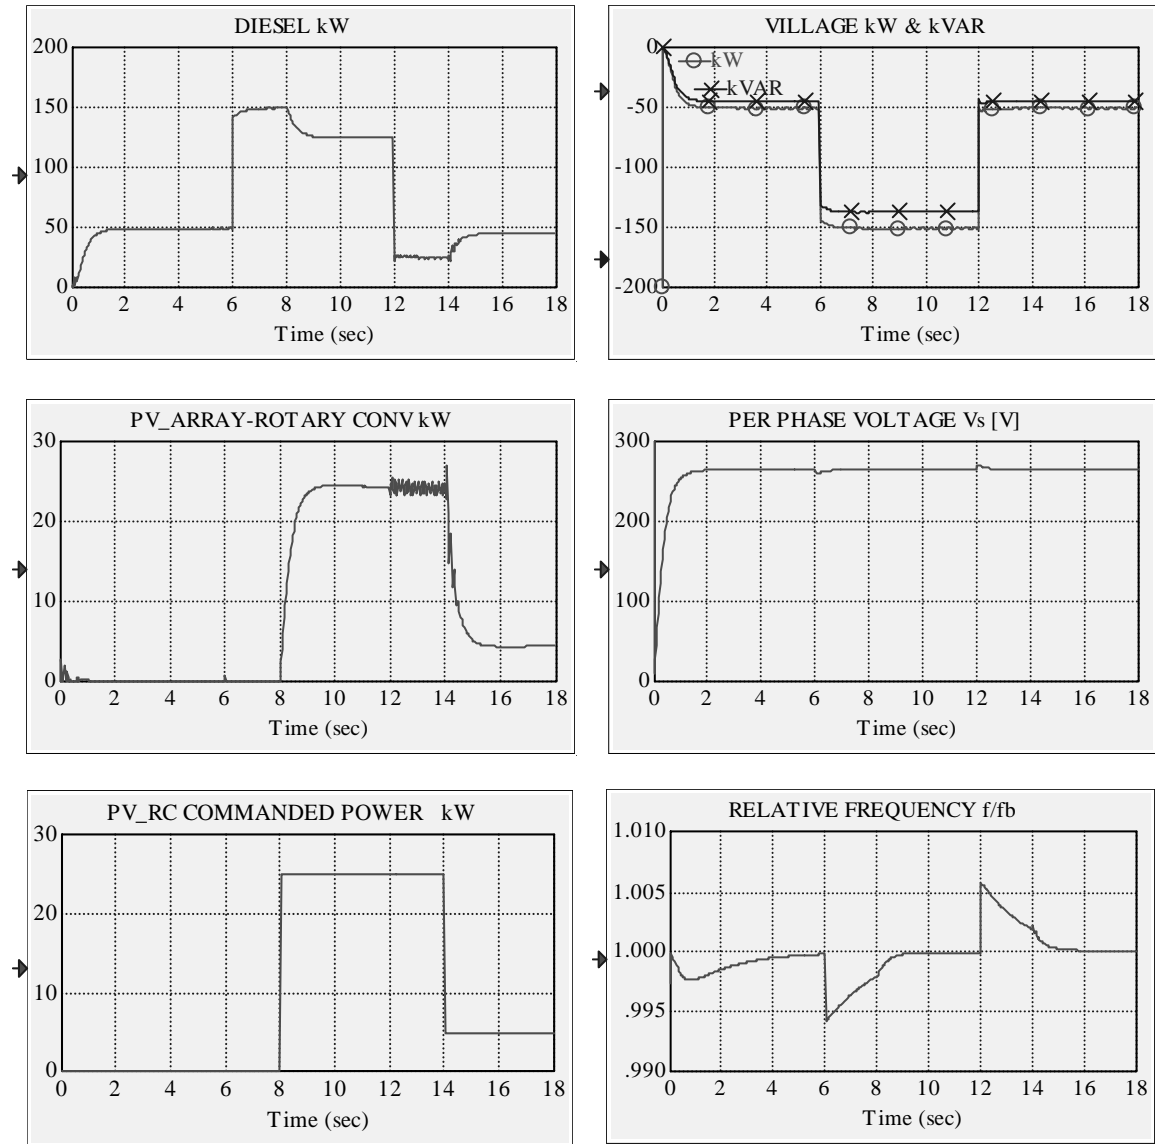 DIESEL kW
200
150
100
50
0
0 2 4 6 8 10 12 14 16 18
Time (sec)
VILLAGE kW & kVAR
0
-50
-100
-150
-200
kW
kVAR
0 2 4 6 8 10 12 14 16 18
Time (sec)
PV_ARRAY-ROTARY CONV kW
30
20
10
0
0 2 4 6 8 10 12 14 16 18
Time (sec)
PER PHASE VOLTAGE Vs [V]
300
200
100
0
0 2 4 6 8 10 12 14 16 18
Time (sec)
PV_RC COMMANDED POWER kW
30
20
10
0
0 2 4 6 8 10 12 14 16 18
Time (sec)
RELATIVE FREQUENCY f/fb
1.010
1.005
1.000
.995
.990
0 2 4 6 8 10 12 14 16 18
Time (sec)